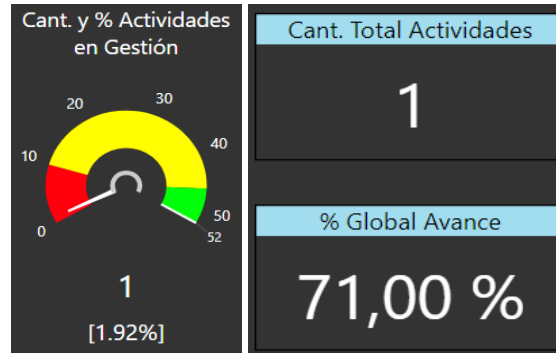 Cant. y % Actividades
en Gestión
0
10
20
30
40
50
52
1
[1.92%]
Cant. Total Actividades
1
% Global Avance
71,00 %